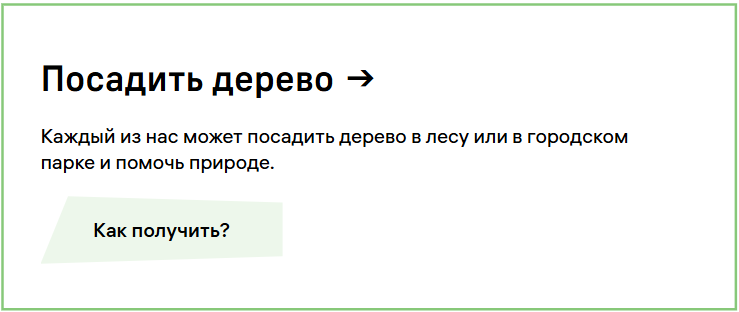 Посадить дерево →
Каждый из нас может посадить дерево в лесу или в городском
парке и помочь природе.
Как получить?